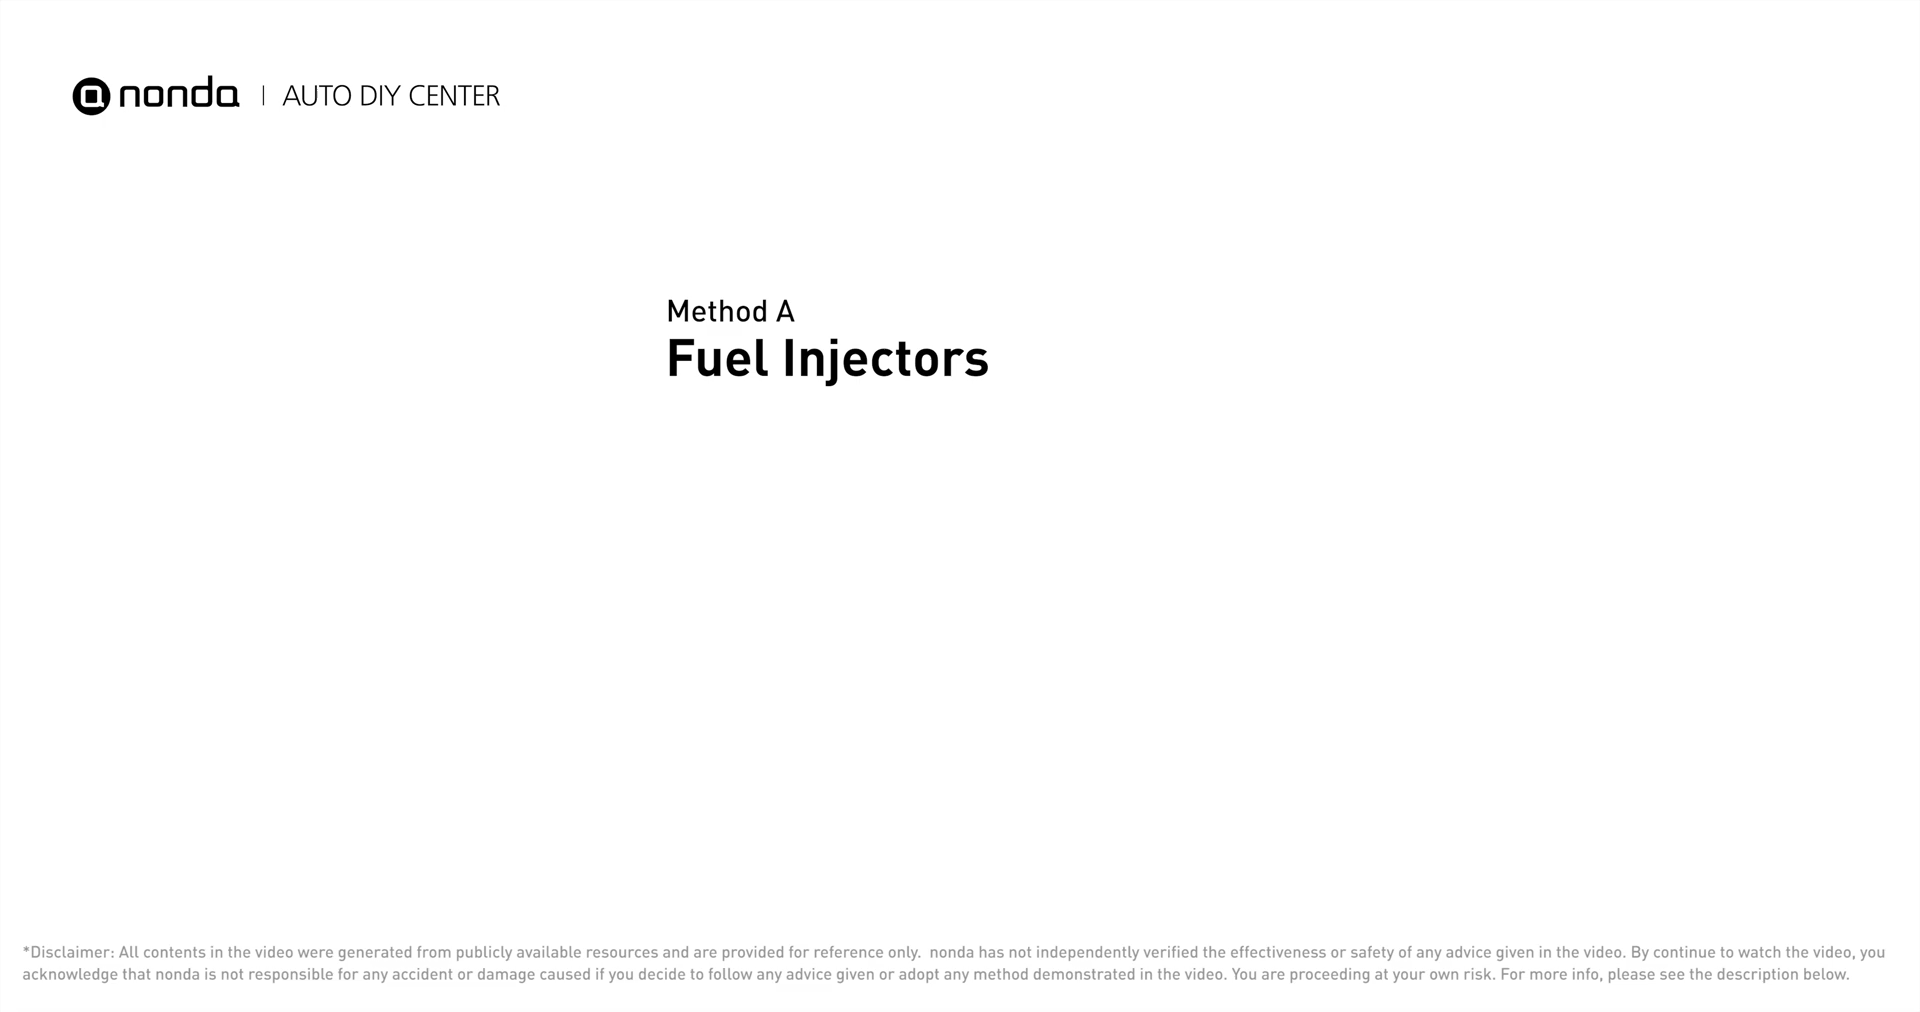 nonda | AUTO DIY CENTER
Method A
Fuel Injectors
*Disclaimer: All contents in the video were generated from publicly available resources and are provided for reference only.  nonda has not independently verified the effectiveness or safety of any advice given in the video. By continue to watch the video, you
acknowledge that nonda is not responsible for any accident or damage caused if you decide to follow any advice given or adopt any method demonstrated in the video. You are proceeding at your own risk. For more info, please see the description below.